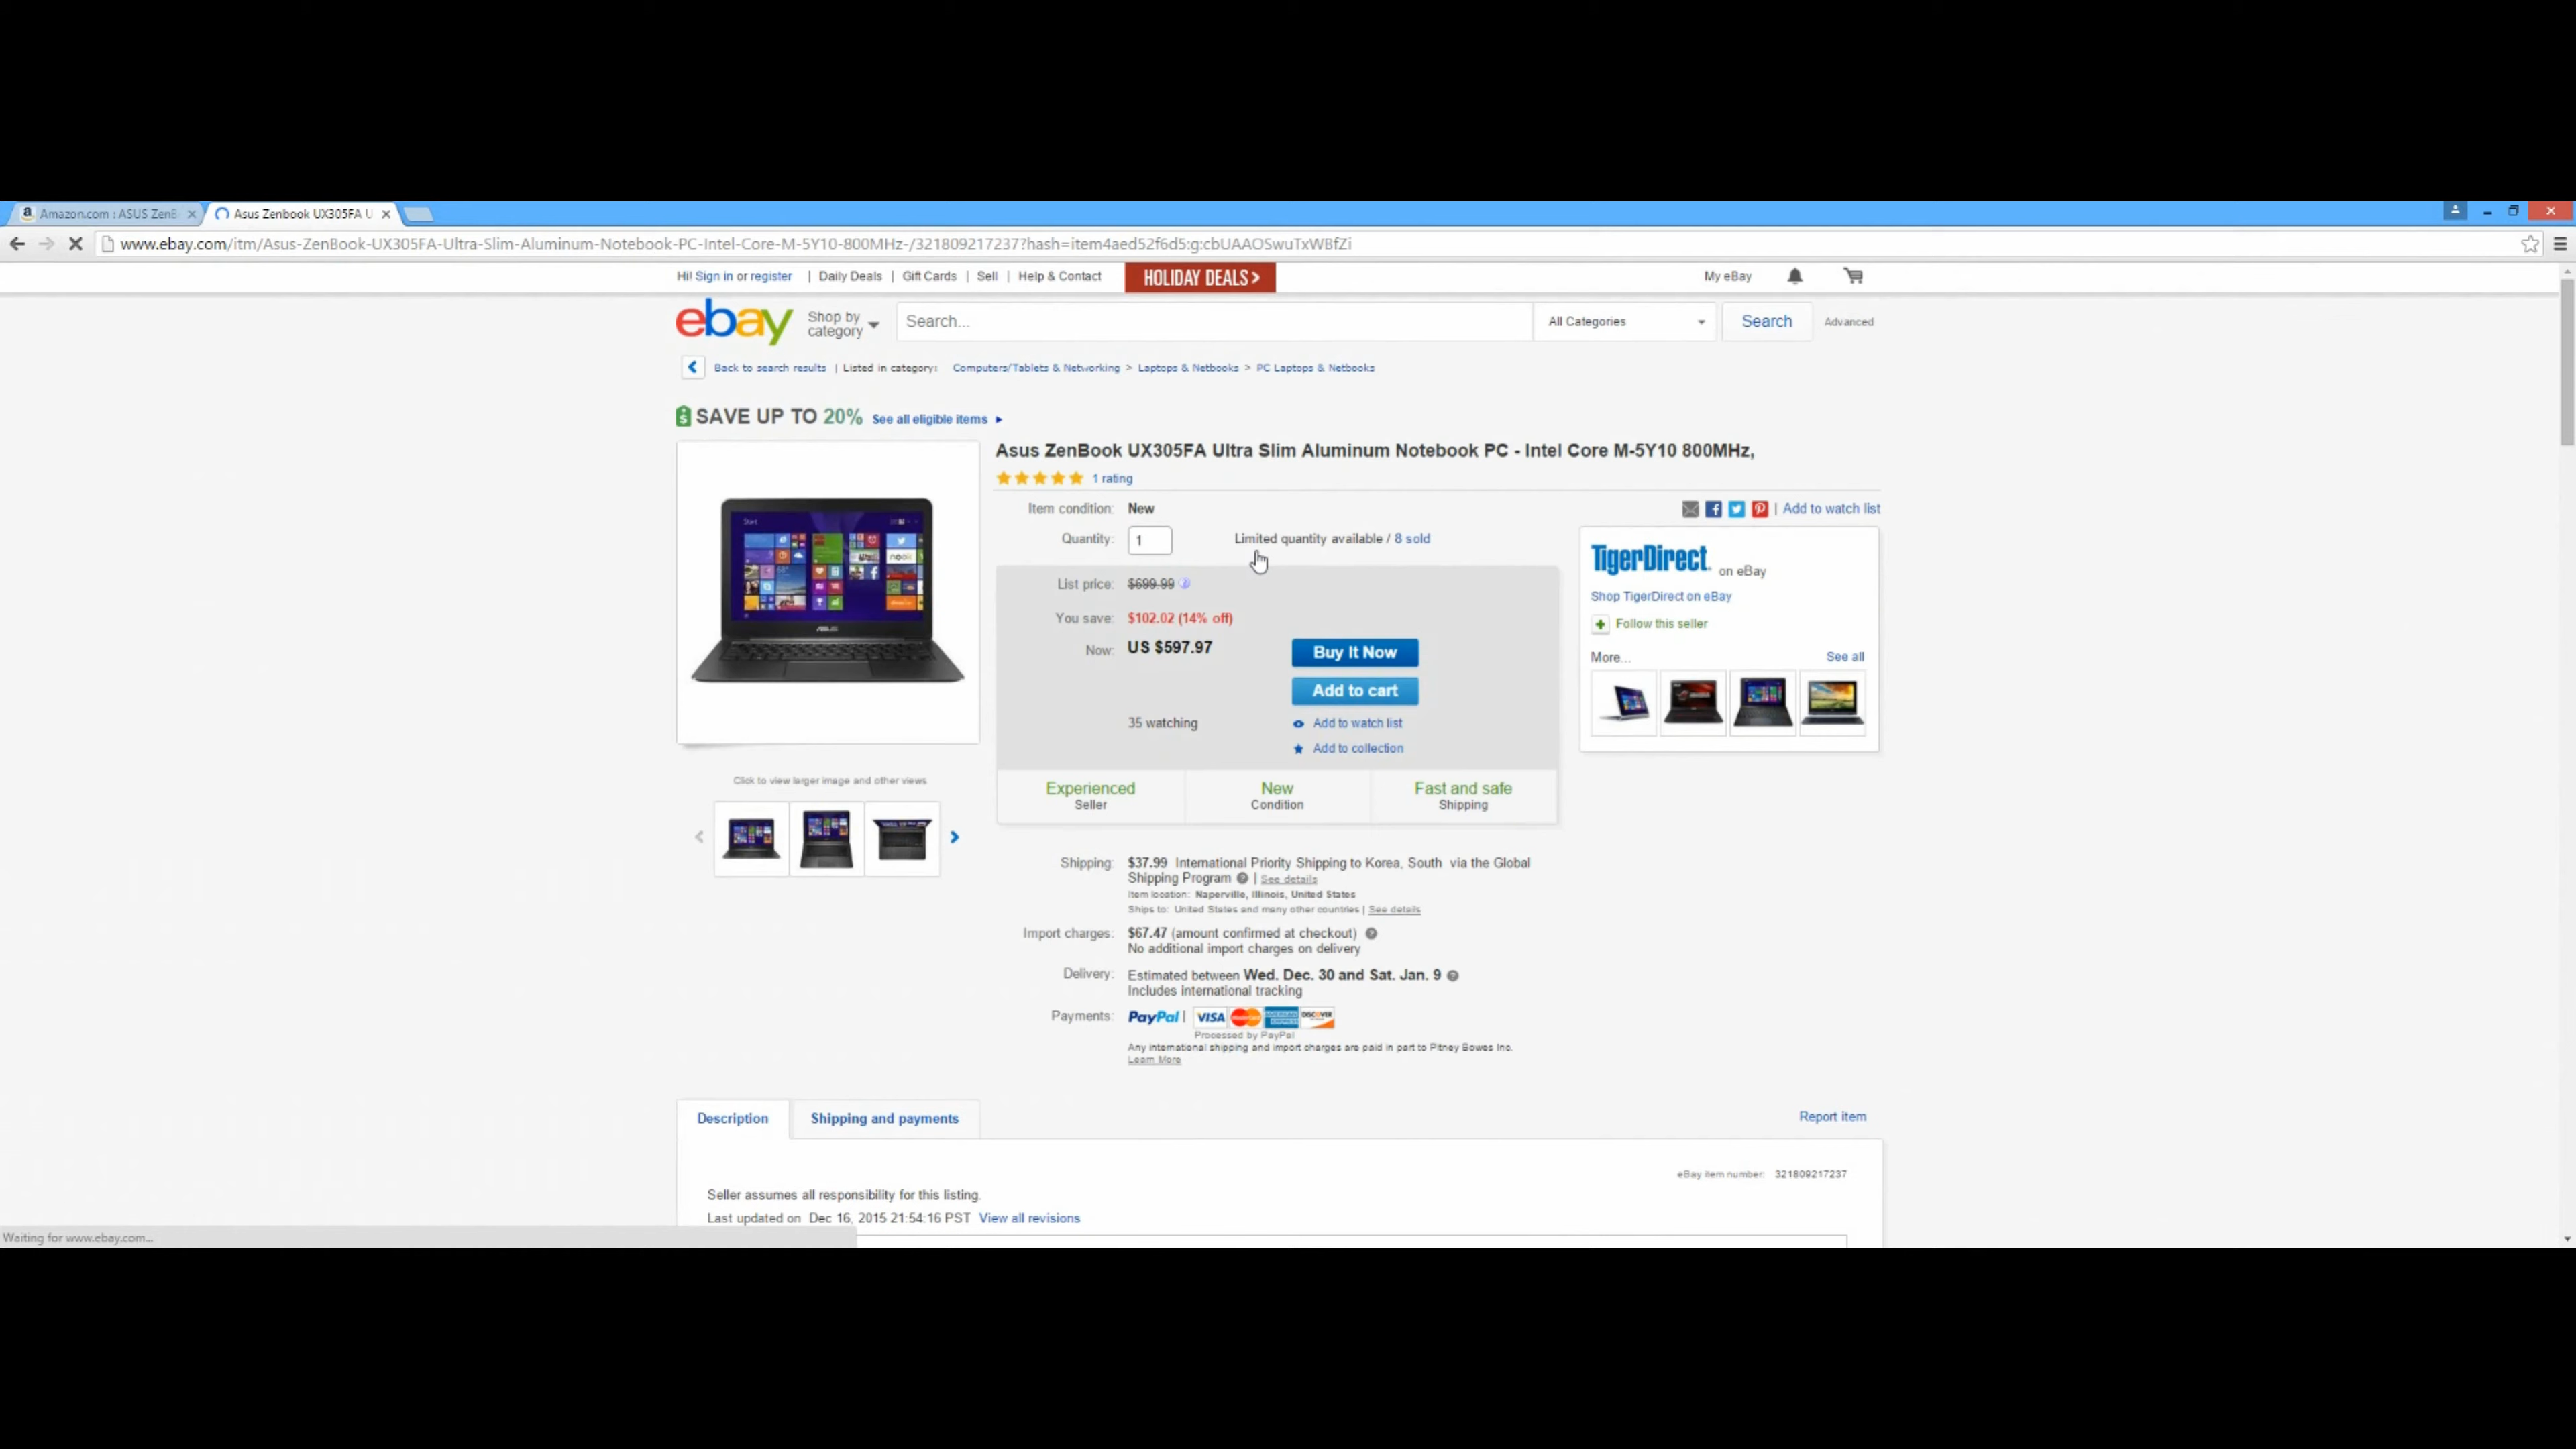 Amazon.com : ASUS ZenB
Asus Zenbook UX305FA U
www.ebay.com/itm/Asus-ZenBook-UX305FA-Ultra-Slim-Aluminum-Notebook-PC-Intel-Core-M-5Y10-800MHz-/321809217237?hash=item4aed52f6d5:g:cbUAAOSwuTxWBfZi
Hi! Sign in or register | Daily Deals | Gift Cards | Sell | Help & Contact HOLIDAY DEALS > My eBay
ebay Shop by category Search... All Categories Search Advanced
Back to search results | Listed in category: Computers/Tablets & Networking > Laptops & Netbooks > PC Laptops & Netbooks
SAVE UP TO 20% See all eligible items
Asus ZenBook UX305FA Ultra Slim Aluminum Notebook PC - Intel Core M-5Y10 800MHz,
1 rating
Item condition: New
| Add to watch list
Quantity: 1 Limited quantity available / 8 sold
List price: $699.99
You save: $102.02 (14% off)
Now: US $597.97
Buy It Now
Add to cart
35 watching
Add to watch list
Add to collection
Experienced Seller
New Condition
Fast and safe Shipping
TigerDirect on eBay
Shop TigerDirect on eBay
Follow this seller
More... See all
Start
ASUS
nook
Click to view larger image and other views
Shipping: $37.99 International Priority Shipping to Korea, South via the Global
Shipping Program | See details
Item location: Naperville, Illinois, United States
Ships to: United States and many other countries | See details
Import charges: $67.47 (amount confirmed at checkout)
No additional import charges on delivery
Delivery: Estimated between Wed. Dec. 30 and Sat. Jan. 9
Includes international tracking
Payments: PayPal | VISA MasterCard AMERICAN EXPRESS DISCOVER
Processed by PayPal
Any international shipping and import charges are paid in part to Pitney Bowes Inc.
Learn More
Description Shipping and payments Report item
eBay item number: 321809217237
Seller assumes all responsibility for this listing.
Last updated on Dec 16, 2015 21:54:16 PST View all revisions
Waiting for www.ebay.com...